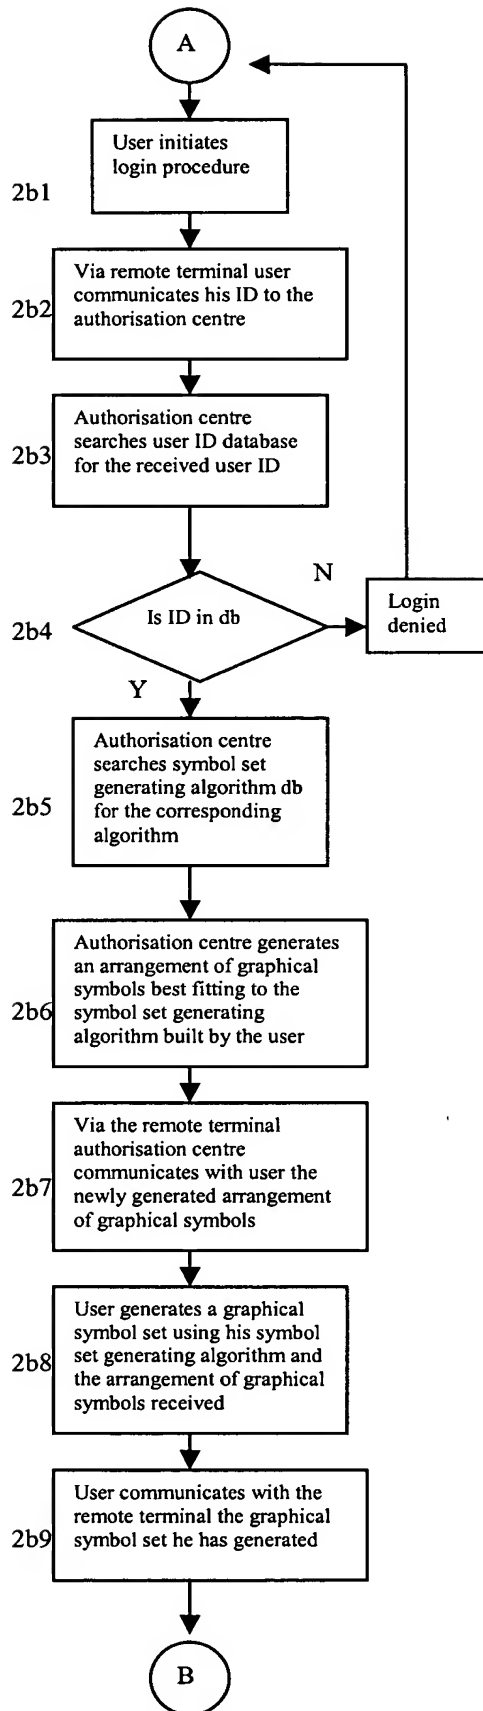 A
User initiates
login procedure
2b1
Via remote terminal user
communicates his ID to the
authorisation centre
2b2
Authorisation centre
searches user ID database
for the received user ID
2b3
N
Is ID in db
2b4
Login
denied
Y
Authorisation centre
searches symbol set
generating algorithm db
for the corresponding
algorithm
2b5
Authorisation centre generates
an arrangement of graphical
symbols best fitting to the
symbol set generating
algorithm built by the user
2b6
Via the remote terminal
authorisation centre
communicates with user the
newly generated arrangement
of graphical symbols
2b7
User generates a graphical
symbol set using his symbol
set generating algorithm and
the arrangement of graphical
symbols received
2b8
User communicates with the
remote terminal the graphical
symbol set he has generated
2b9
B